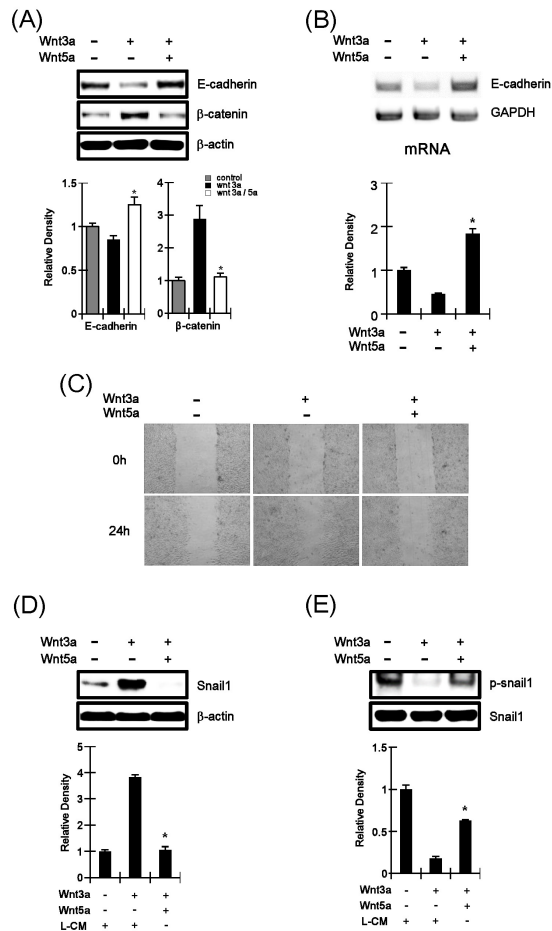 (A)
Wnt3a - + +
Wnt5a - - +
E-cadherin
β-catenin
β-actin
control
wnt 3a
wnt 3a / 5a
Relative Density
1.5
1
0.5
0
E-cadherin
4
3
2
1
0
β-catenin
*
*
(B)
Wnt3a - + +
Wnt5a - - +
E-cadherin
GAPDH
mRNA
Relative Density
3
2
1
0
*
Wnt3a - + +
Wnt5a - - +
(C)
Wnt3a - + +
Wnt5a - - +
0h
24h
(D)
Wnt3a - + +
Wnt5a - - +
Snail1
β-actin
Relative Density
5
4
3
2
1
0
*
Wnt3a - + +
Wnt5a - - +
L-CM + + -
(E)
Wnt3a - + +
Wnt5a - - +
p-snail1
Snail1
Relative Density
1.5
1
0.5
0
*
Wnt3a - + +
Wnt5a - - +
L-CM + + -